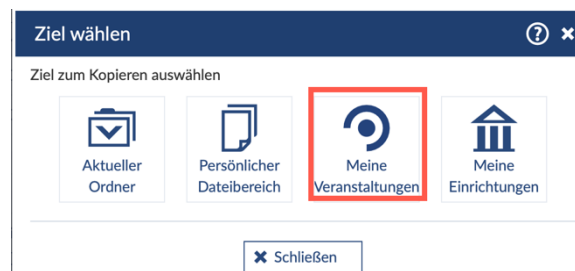 Ziel wählen
Ziel zum Kopieren auswählen
Aktueller
Ordner
Persönlicher
Dateibereich
Meine
Veranstaltungen
Meine
Einrichtungen
Schließen